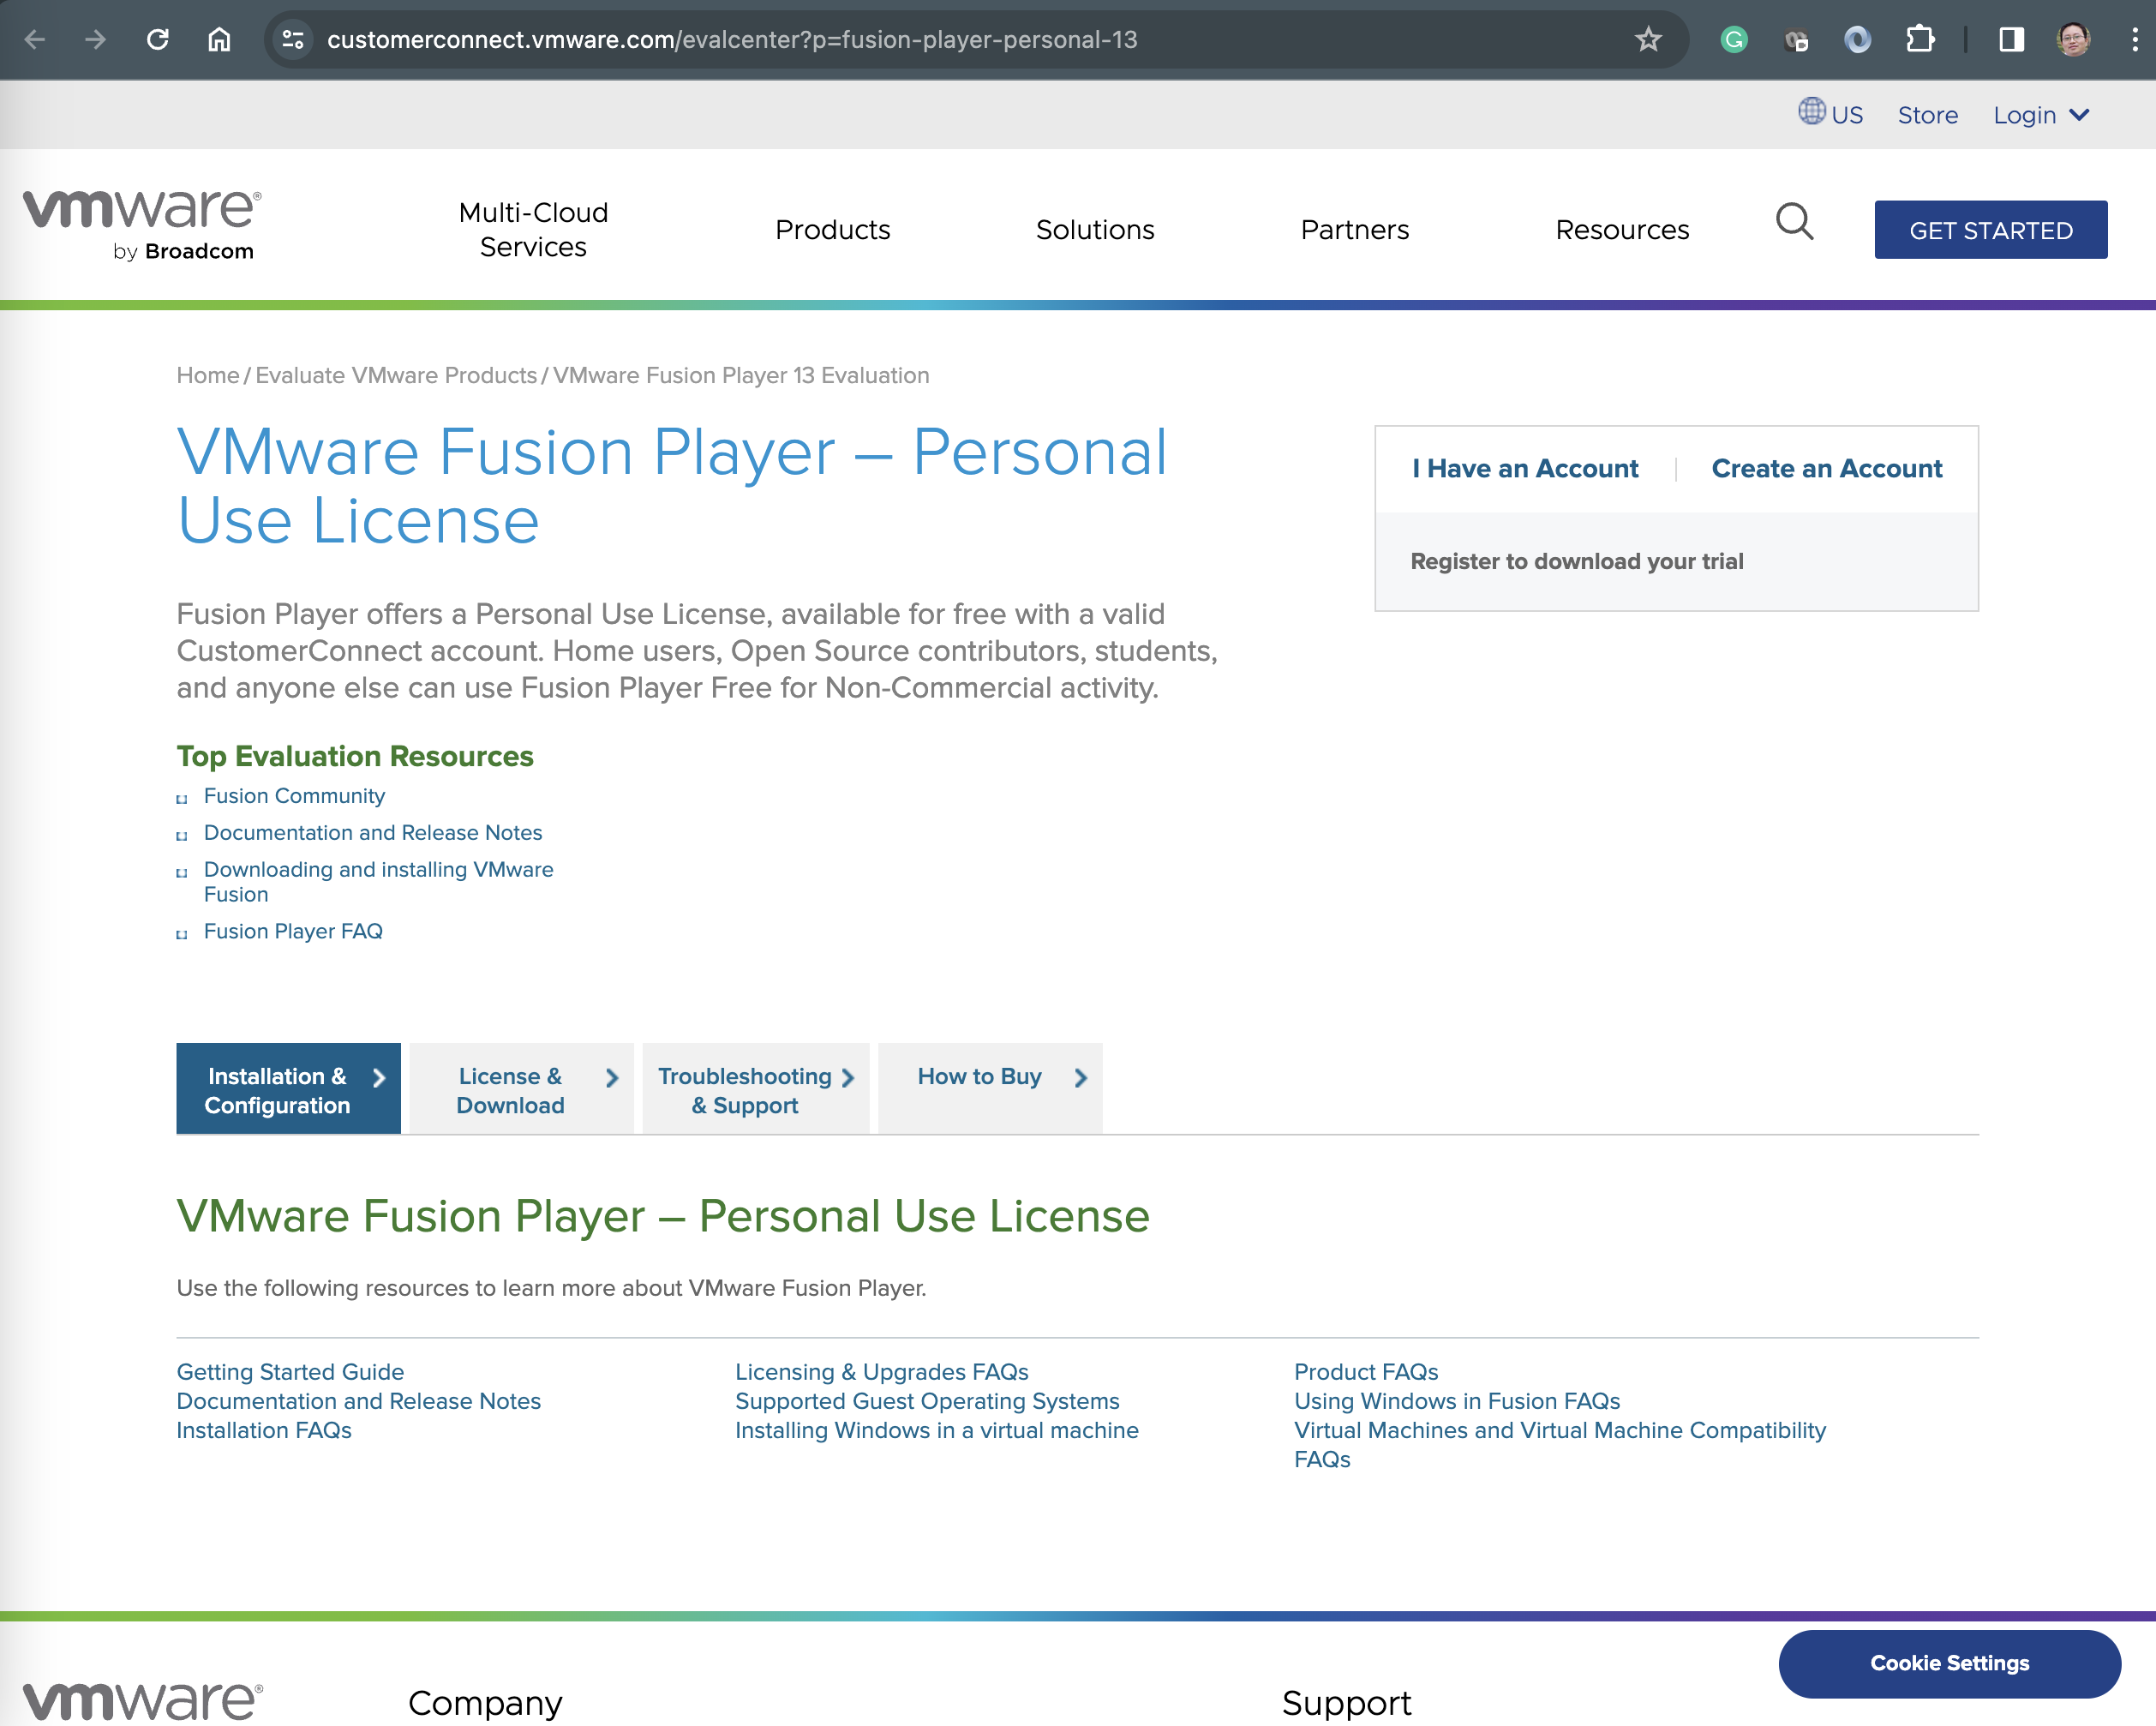 customerconnect.vmware.com/evalcenter?p=fusion-player-personal-13
US Store Login
vmware®
by Broadcom
Multi-Cloud
Services
Products
Solutions
Partners
Resources
GET STARTED
Home / Evaluate VMware Products / VMware Fusion Player 13 Evaluation
VMware Fusion Player – Personal
Use License
I Have an Account
Create an Account
Register to download your trial
Fusion Player offers a Personal Use License, available for free with a valid
CustomerConnect account. Home users, Open Source contributors, students,
and anyone else can use Fusion Player Free for Non-Commercial activity.
Top Evaluation Resources
Fusion Community
Documentation and Release Notes
Downloading and installing VMware
Fusion
Fusion Player FAQ
Installation &
Configuration
License &
Download
Troubleshooting
& Support
How to Buy
VMware Fusion Player – Personal Use License
Use the following resources to learn more about VMware Fusion Player.
Getting Started Guide
Documentation and Release Notes
Installation FAQs
Licensing & Upgrades FAQs
Supported Guest Operating Systems
Installing Windows in a virtual machine
Product FAQs
Using Windows in Fusion FAQs
Virtual Machines and Virtual Machine Compatibility
FAQs
Cookie Settings
vmware®
Company
Support